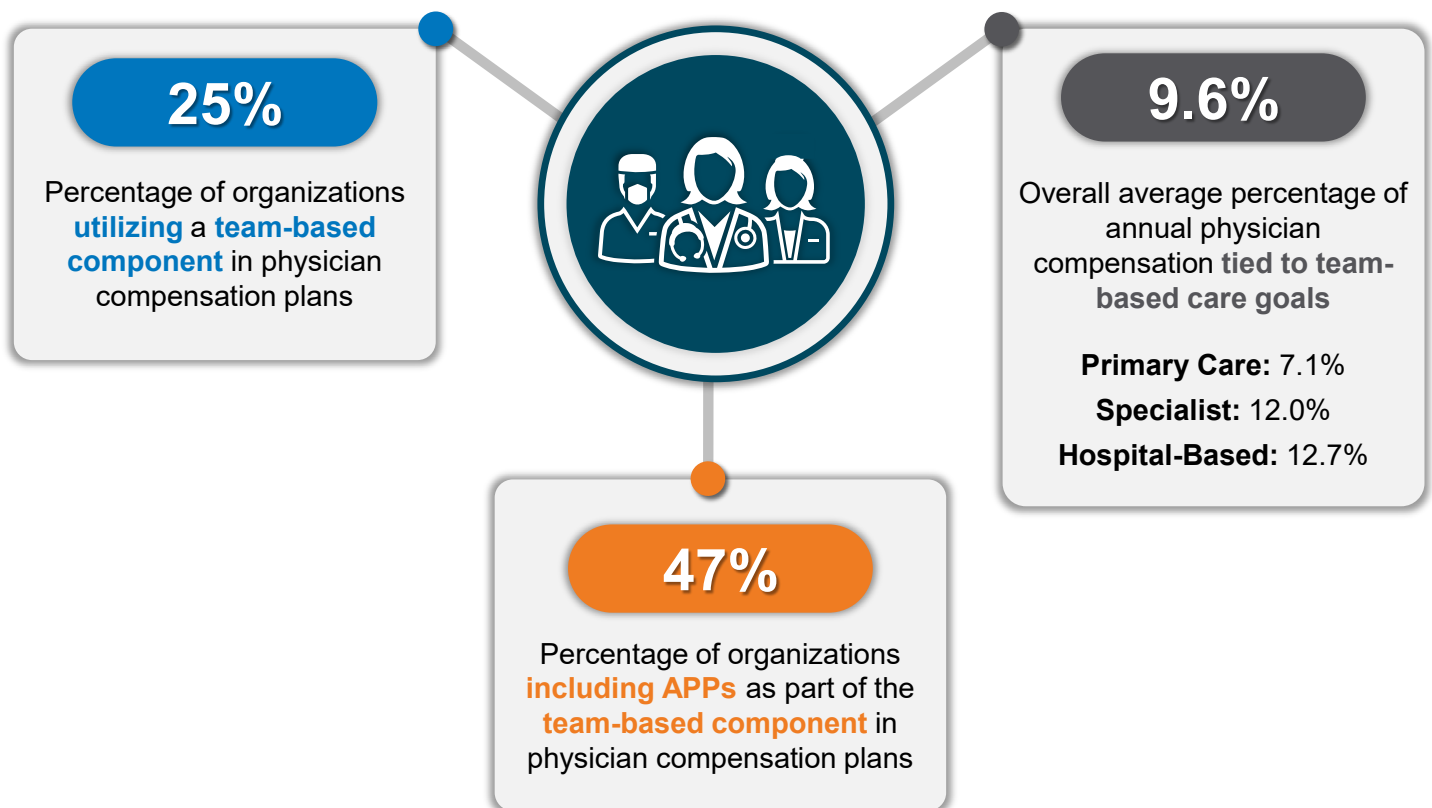 25%
Percentage of organizations
utilizing a team-based
component in physician
compensation plans
9.6%
Overall average percentage of
annual physician
compensation tied to team-
based care goals
Primary Care: 7.1%
Specialist: 12.0%
Hospital-Based: 12.7%
47%
Percentage of organizations
including APPs as part of the
team-based component in
physician compensation plans